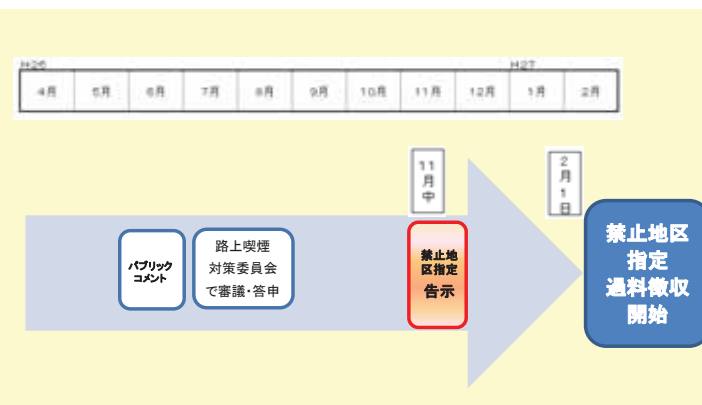 H26
H27
4月 5月 6月 7月 8月 9月 10月 11月 12月 1月 2月
11
月
中
2
月
1
日
パブリック
コメント
路上喫煙
対策委員会
で審議・答申
禁止地
区指定
告示
禁止地区
指定
過料徴収
開始